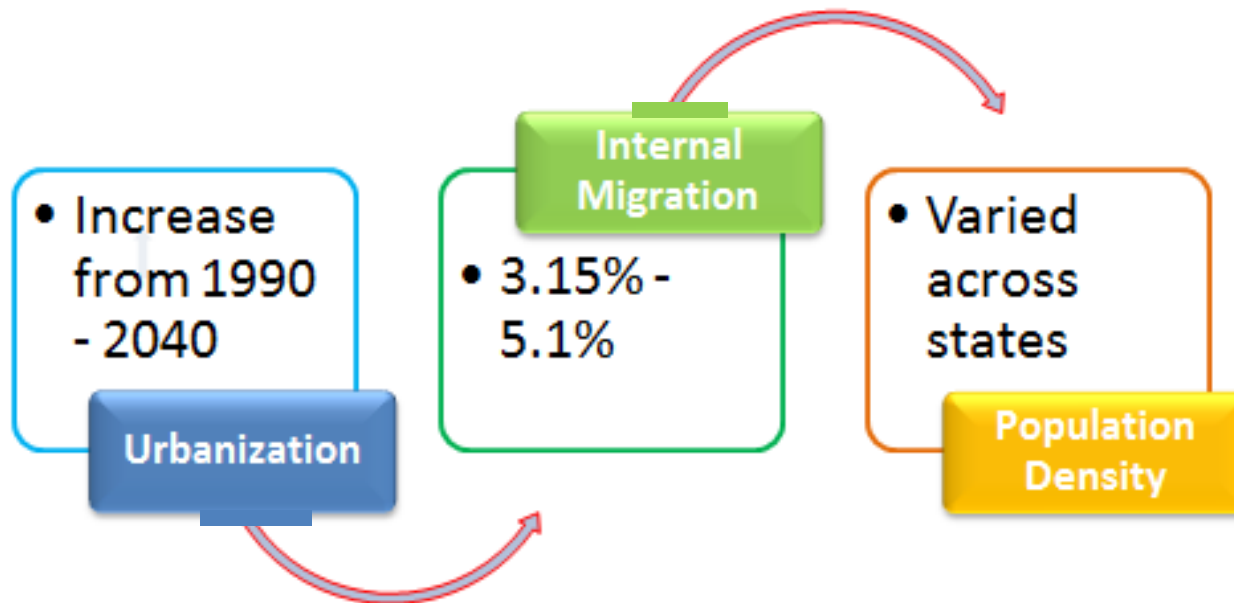 • Increase
from 1990
- 2040
Urbanization
Internal
Migration
• 3.15% -
5.1%
• Varied
across
states
Population
Density